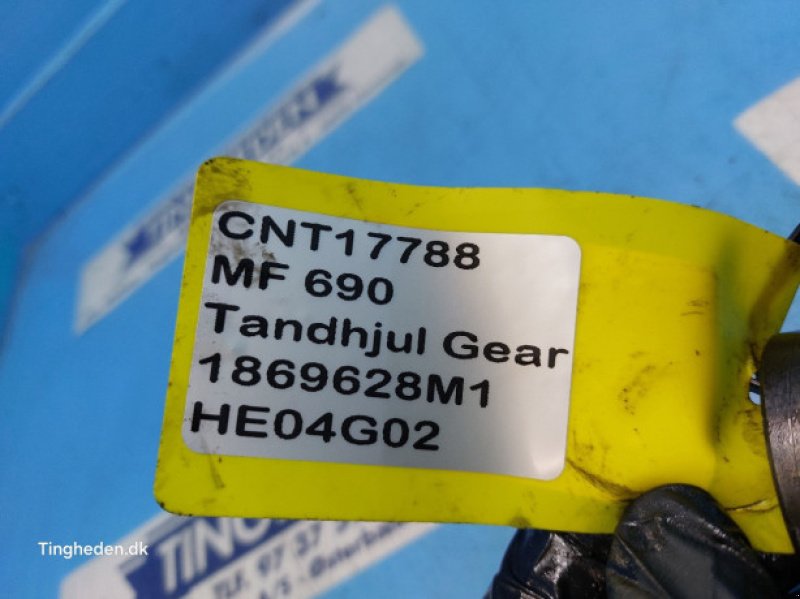 CNT17788
MF 690
Tandhjul Gear
1869628M1
HE04G02
Tingheden.dk